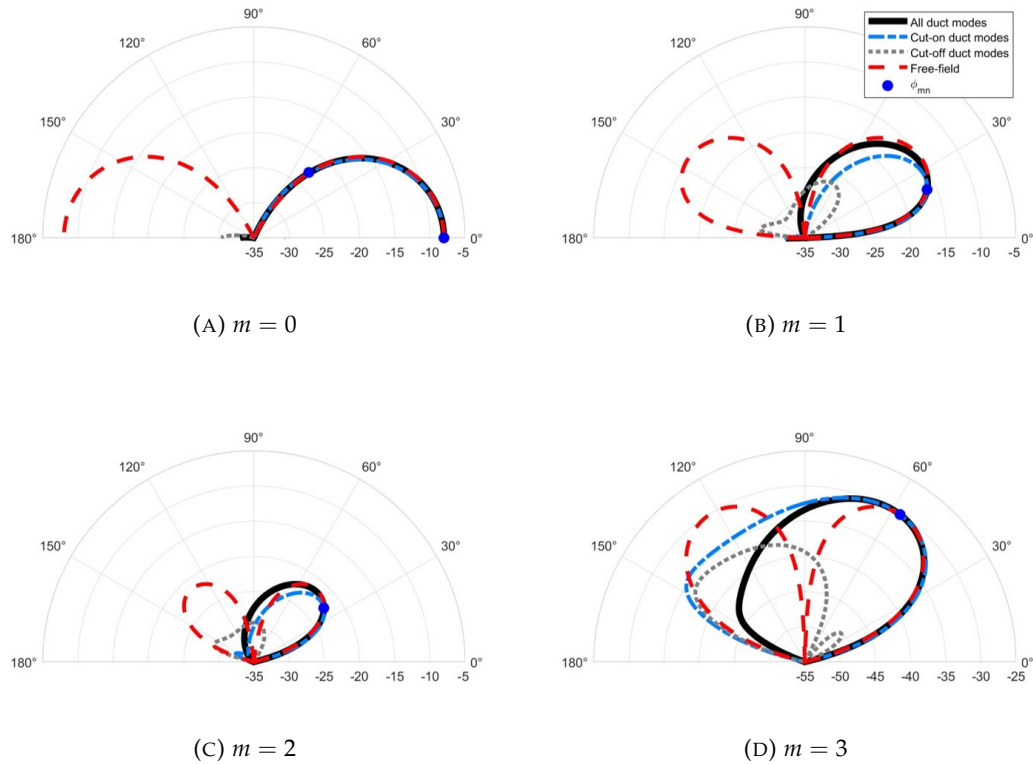 90°
120°
60°
150°
30°
180°
0°
-35 -30 -25 -20 -15 -10 -5
(A) m = 0
90°
120°
60°
150°
30°
180°
0°
-35 -30 -25 -20 -15 -10 -5
All duct modes
Cut-on duct modes
Cut-off duct modes
Free-field
ϕmn
(B) m = 1
90°
120°
60°
150°
30°
180°
0°
-35 -30 -25 -20 -15 -10 -5
(C) m = 2
90°
120°
60°
150°
30°
180°
0°
-55 -50 -45 -40 -35 -30 -25
(D) m = 3